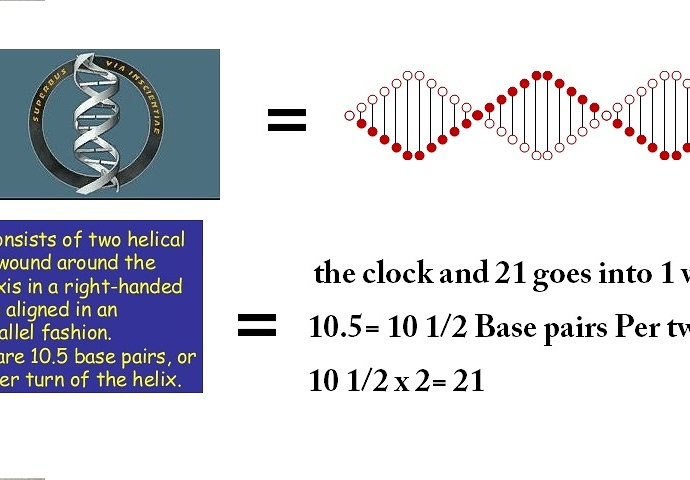 SUPERBUS VIA INSCIENTIAE
=
onsists of two helical
wound around the
xis in a right-handed
aligned in an
allel fashion.
are 10.5 base pairs, or
er turn of the helix.
=
the clock and 21 goes into 1 w
10.5= 10 1/2 Base pairs Per tw
10 1/2 x 2= 21